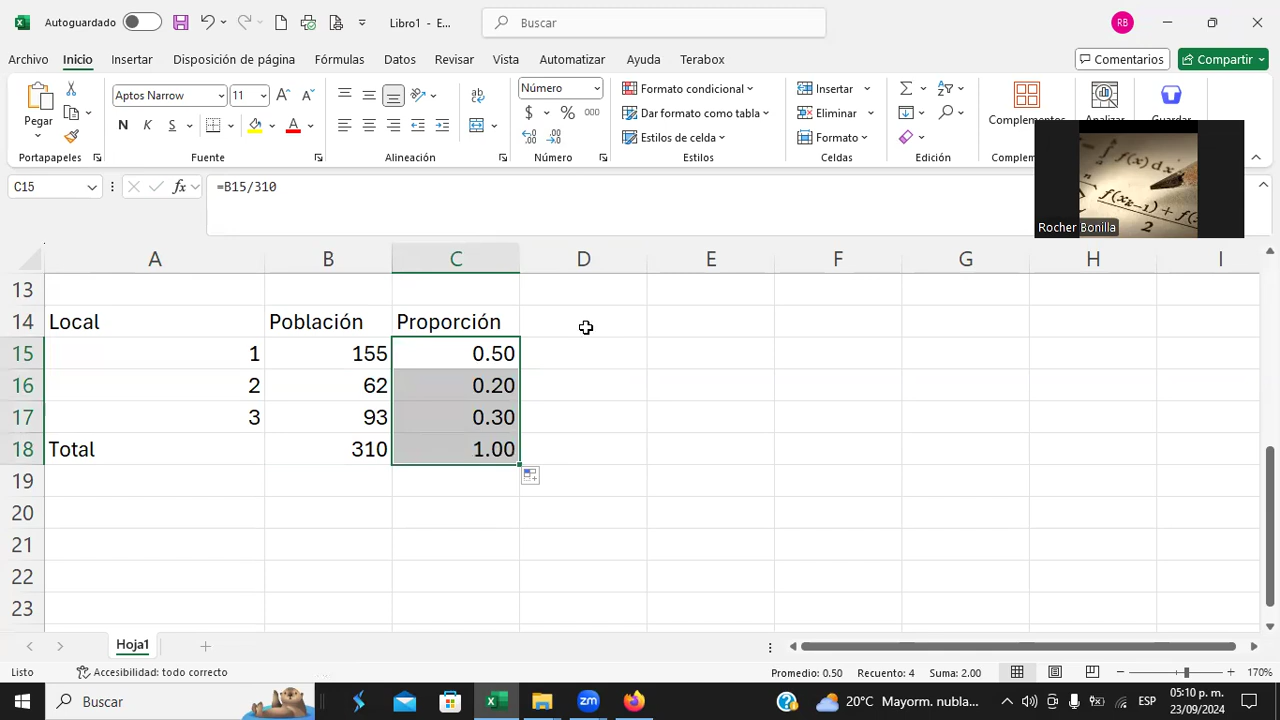 Autoguardado
Libro1 - E...
Buscar
RB
Archivo Inicio Insertar Disposición de página Fórmulas Datos Revisar Vista Automatizar Ayuda Terabox
Comentarios Compartir
Pegar
Portapapeles
Aptos Narrow 11
N K S
Fuente
Alineación
Número
$ % 000
Número
Formato condicional
Dar formato como tabla
Estilos de celda
Estilos
Insertar
Eliminar
Formato
Celdas
Edición
Complementos
Analizar
Guardar
C15
fx =B15/310
Rocher Bonilla
A B C D E F G H I
13
14 Local Población Proporción
15 1 155 0.50
16 2 62 0.20
17 3 93 0.30
18 Total 310 1.00
19
20
21
22
23
Hoja1
Listo Accesibilidad: todo correcto Promedio: 0.50 Recuento: 4 Suma: 2.00 170%
Buscar 20°C Mayorm. nubla... ESP 05:10 p. m.
23/09/2024